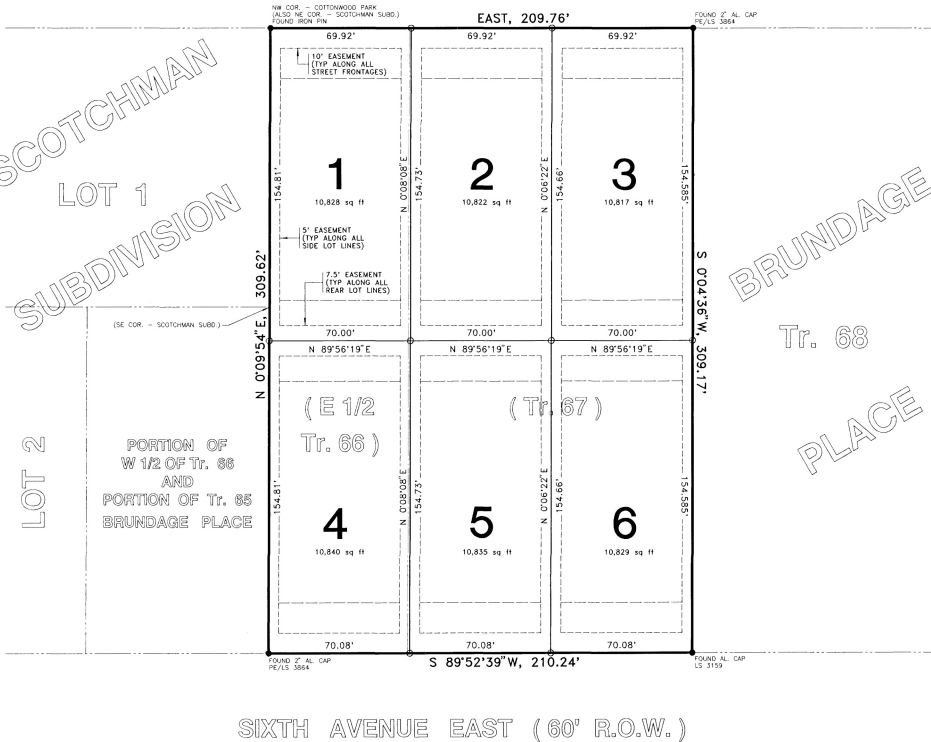 NW COR. - COTTONWOOD PARK
(ALSO NE COR. - SCOTCHMAN SUBD.)
FOUND IRON PIN
EAST, 209.76'
FOUND 2" AL. CAP
PE/LS 3864
69.92'
69.92'
69.92'
10' EASEMENT
(TYP ALONG ALL
STREET FRONTAGES)
SCOTCHMAN
LOT 1
SUBDIVISION
154.81'
1
10,828 sq ft
N 0°08'08" E
154.73'
2
10,822 sq ft
N 0°06'22" E
154.66'
3
10,817 sq ft
154.585'
BRUNDAGE
Tr. 68
PLACE
5' EASEMENT
(TYP ALONG ALL
SIDE LOT LINES)
7.5' EASEMENT
(TYP ALONG ALL
REAR LOT LINES)
N 0°09'54" E, 309.62'
S 0°04'36" W, 309.17'
(SE COR. - SCOTCHMAN SUBD.)
70.00'
70.00'
70.00'
N 89°56'19" E
N 89°56'19" E
N 89°56'19" E
( E 1/2
Tr. 66 )
( Tr. 67 )
LOT 2
PORTION OF
W 1/2 OF Tr. 66
AND
PORTION OF Tr. 65
BRUNDAGE PLACE
154.81'
4
10,840 sq ft
N 0°08'08" E
154.73'
5
10,835 sq ft
N 0°06'22" E
154.66'
6
10,829 sq ft
154.585'
70.08'
70.08'
70.08'
FOUND 2" AL. CAP
PE/LS 3864
S 89°52'39" W, 210.24'
FOUND AL. CAP
LS 3159
SIXTH AVENUE EAST ( 60' R.O.W. )